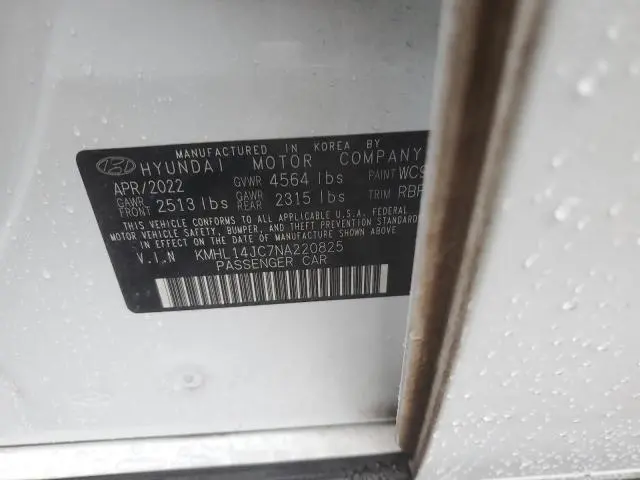 MANUFACTURED IN KOREA BY
HYUNDAI MOTOR COMPANY
APR/2022 GVWR 4564 lbs PAINT WC9
GAWR FRONT 2513 lbs GAWR REAR 2315 lbs TRIM
THIS VEHICLE CONFORMS TO ALL APPLICABLE U.S.A. FEDERAL
MOTOR VEHICLE SAFETY, BUMPER, AND THEFT PREVENTION STANDARDS
IN EFFECT ON THE DATE OF MANUFACTURE SHOWN ABOVE
V.I.N KMHL14JC7NA220825
PASSENGER CAR